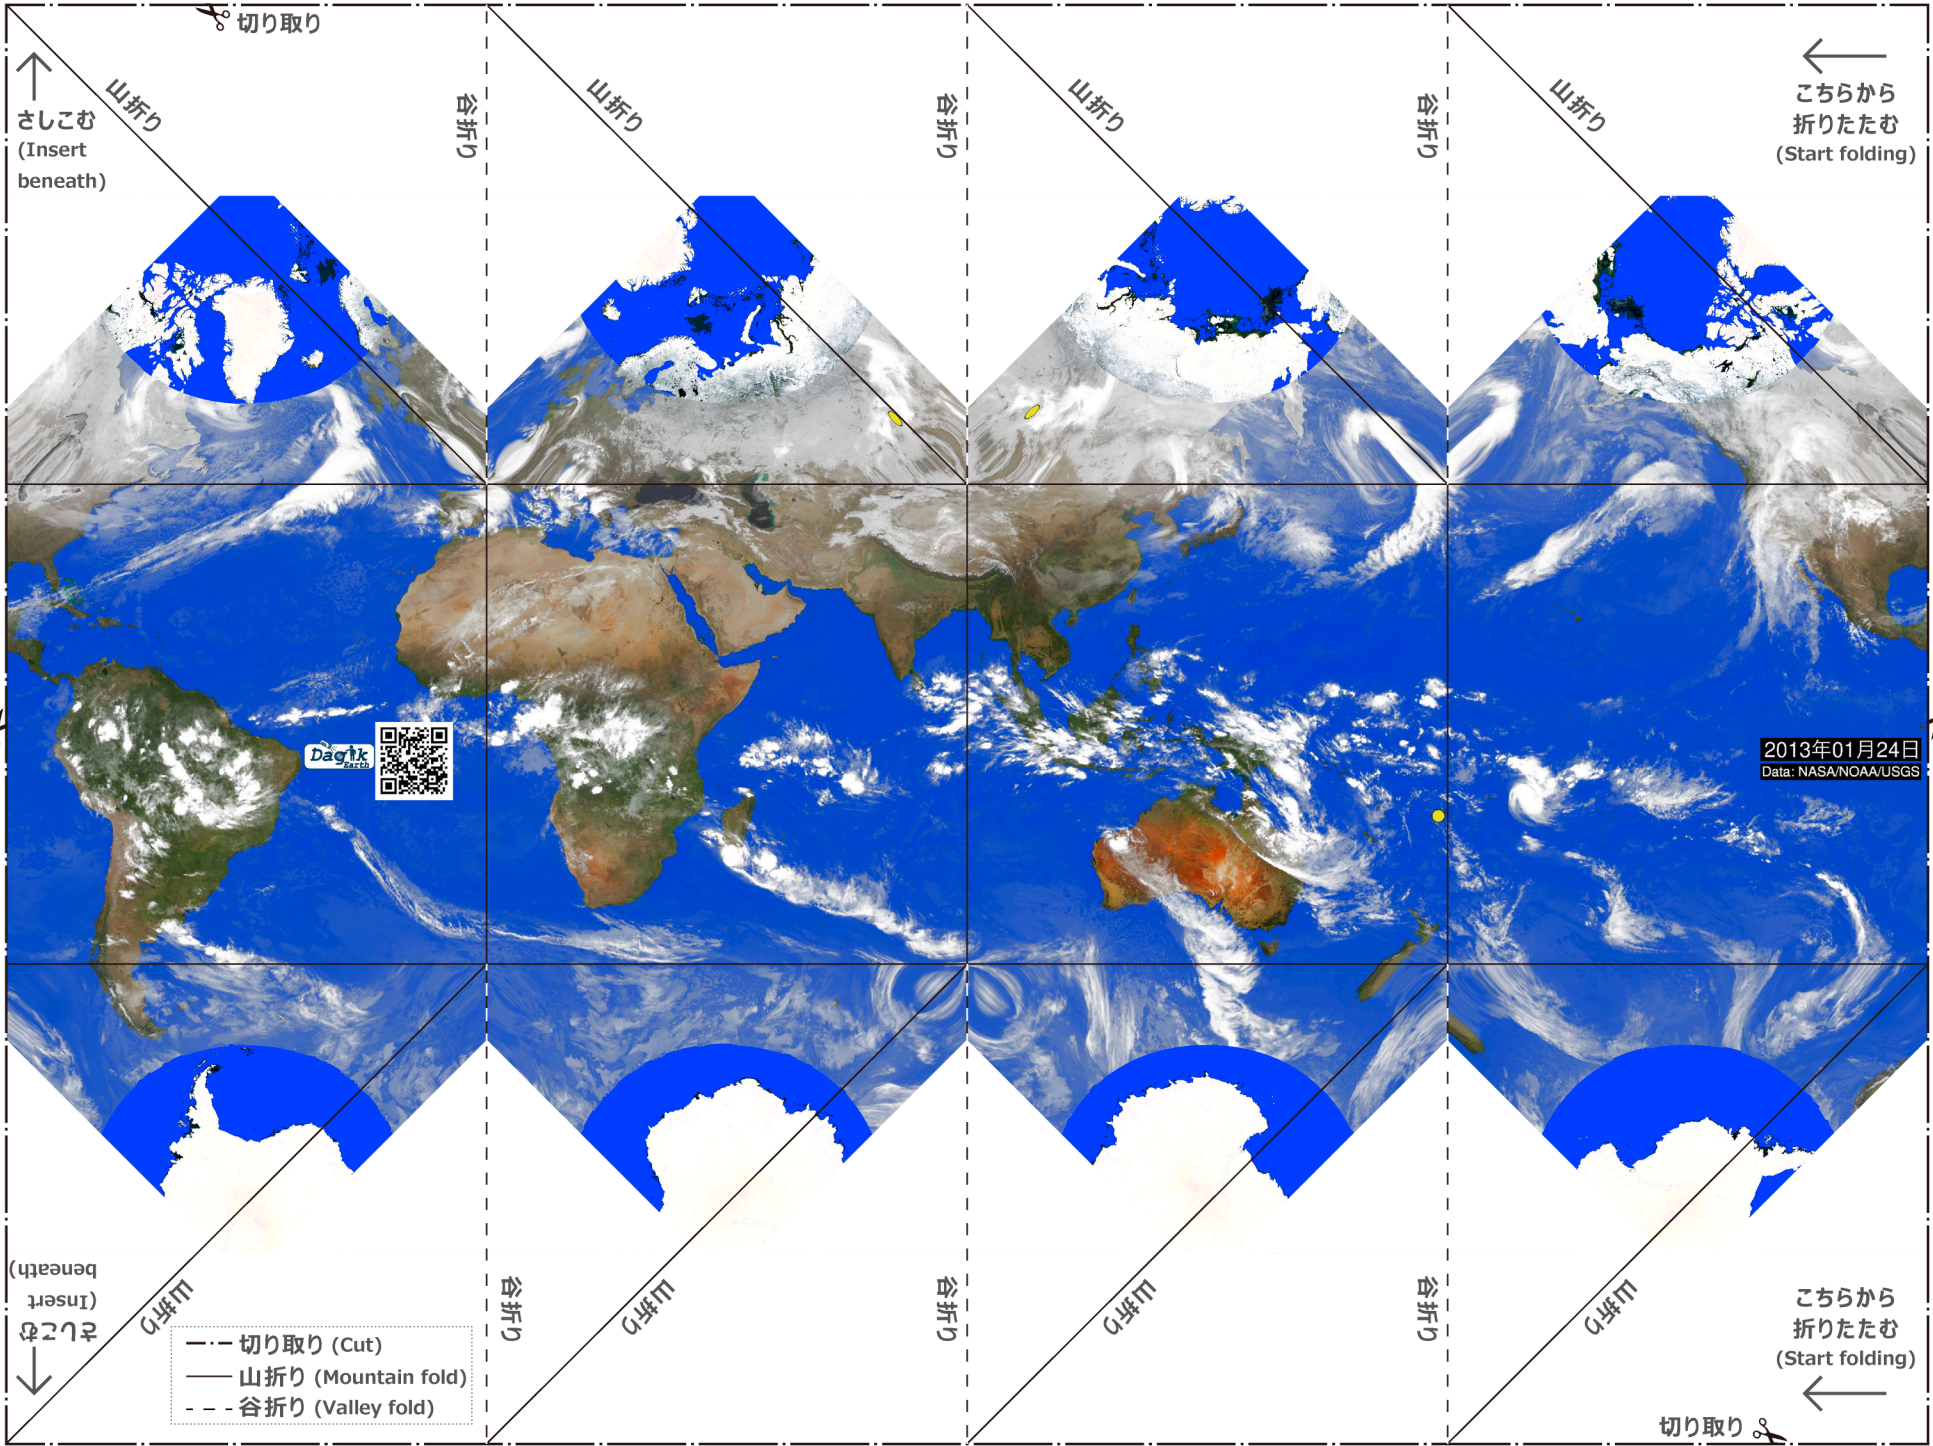 切り取り
山折り
谷折り
山折り
谷折り
山折り
谷折り
山折り
さしこむ
(Insert
beneath)
こちらから
折りたたむ
(Start folding)
Dagik
Earth
2013年01月24日
Data: NASA/NOAA/USGS
さしこむ
(Insert
beneath)
山折り
谷折り
山折り
谷折り
山折り
谷折り
山折り
こちらから
折りたたむ
(Start folding)
切り取り (Cut)
山折り (Mountain fold)
谷折り (Valley fold)
切り取り